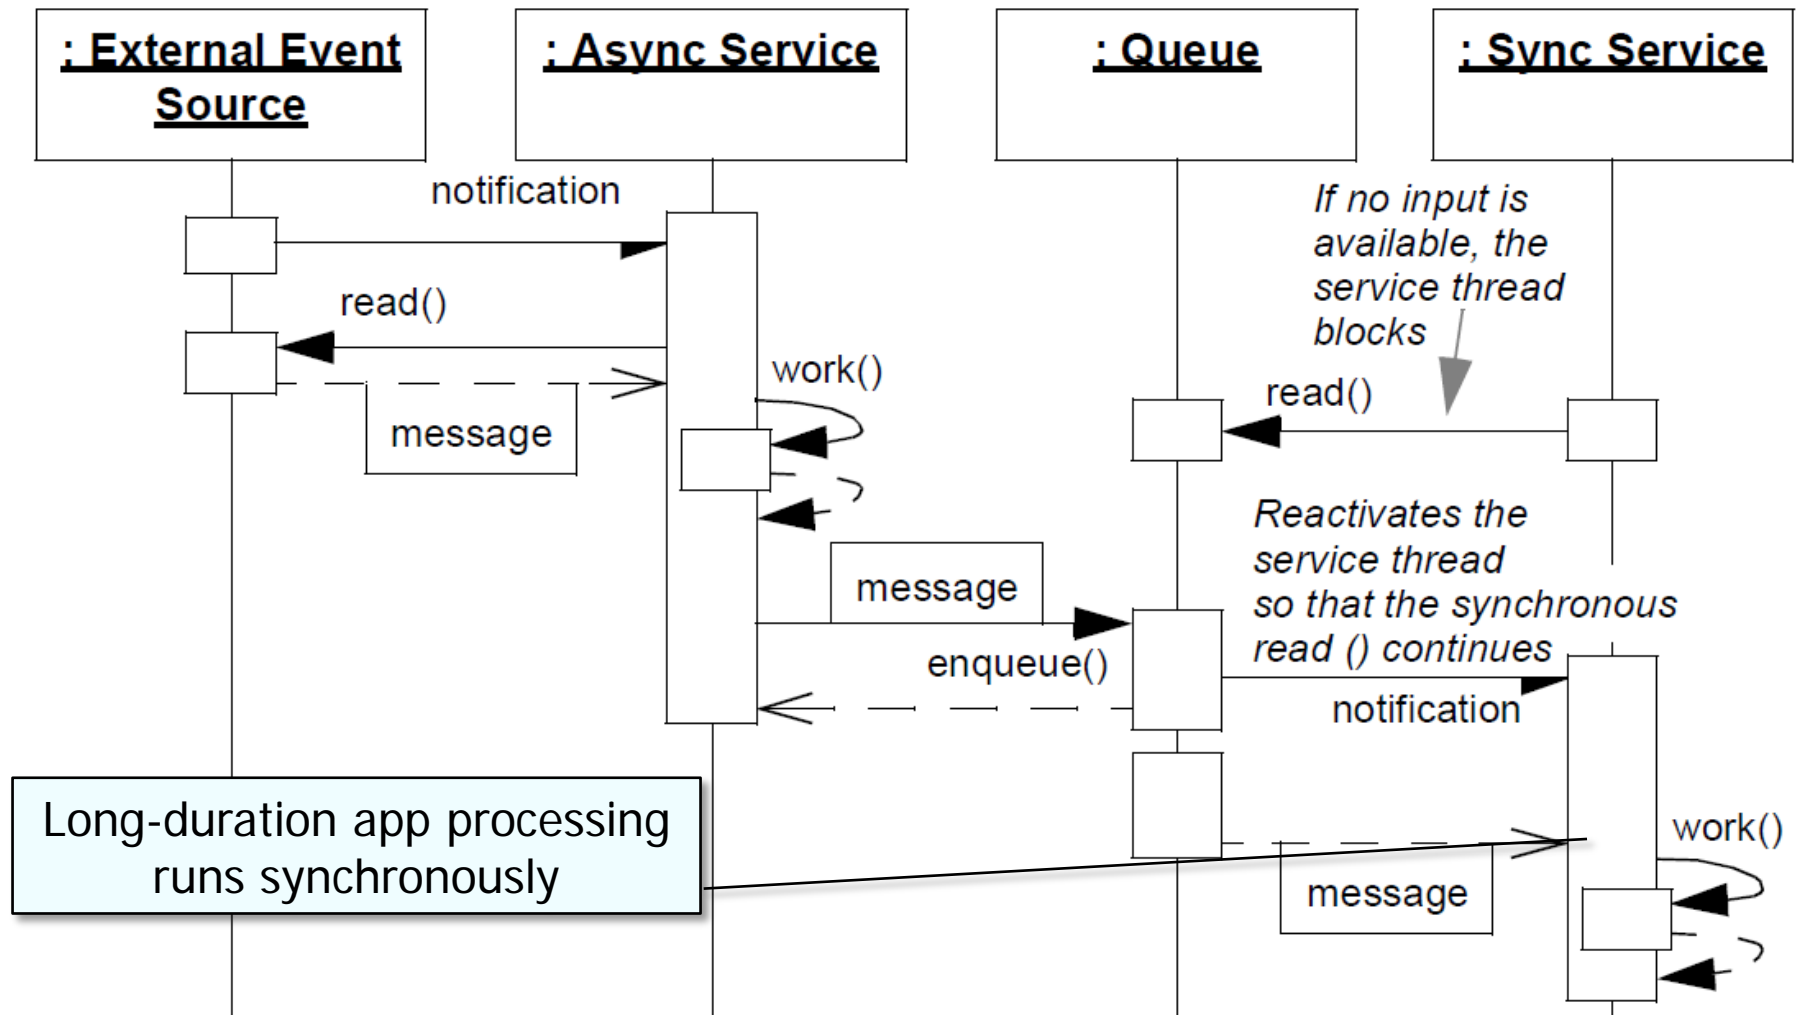 : External Event
Source
: Async Service
: Queue
: Sync Service
notification
If no input is
available, the
service thread
blocks
read()
work()
read()
message
Reactivates the
service thread
so that the synchronous
read () continues
message
enqueue()
notification
Long-duration app processing
runs synchronously
work()
message